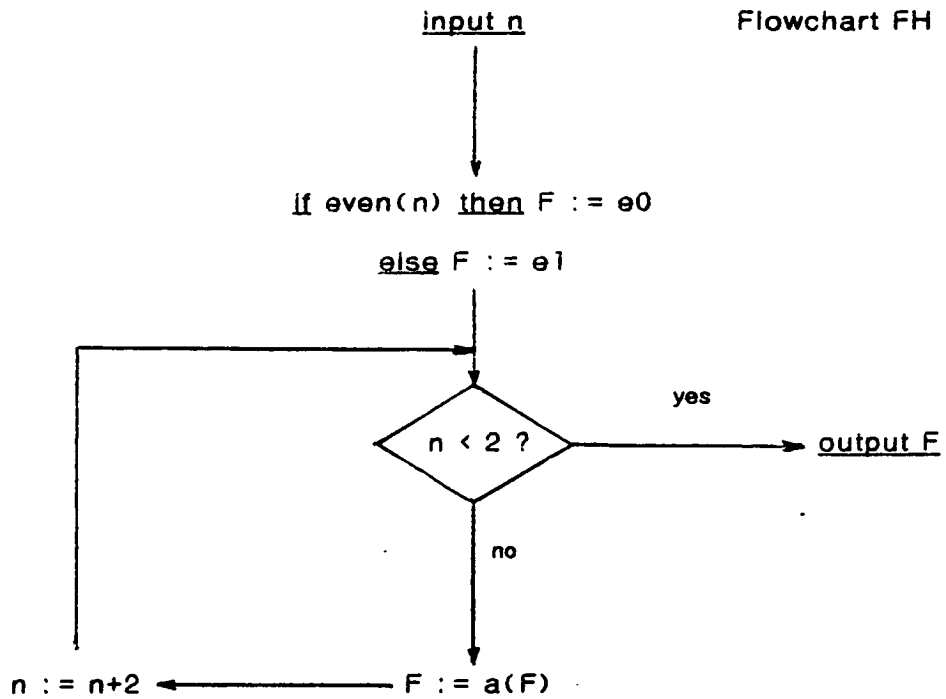 input n
Flowchart FH
if even(n) then F := e0
else F := e1
n < 2 ?
yes
output F
no
n := n+2
F := a(F)